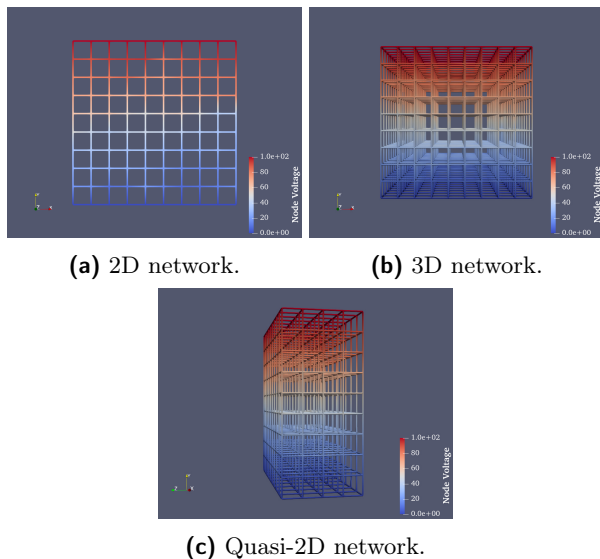 1.0e+02
80
60
40
20
0.0e+00
Node Voltage
1.0e+02
80
60
40
20
0.0e+00
Node Voltage
(a) 2D network.
(b) 3D network.
1.0e+02
80
60
40
20
0.0e+00
Node Voltage
(c) Quasi-2D network.